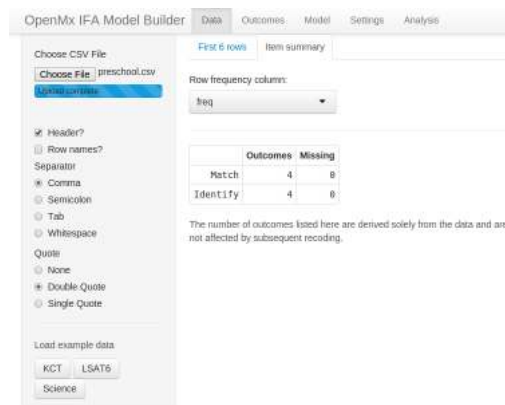 OpenMx IFA Model Builder Data Outcomes Model Settings Analysis
Choose CSV File
Choose File preschool.csv
Upload complete
Header?
Row names?
Separator
Comma
Semicolon
Tab
Whitespace
Quote
None
Double Quote
Single Quote
Load example data
KCT LSAT6
Science
First 6 rows Item summary
Row frequency column:
freq
Outcomes Missing
Match 4 0
Identify 4 0
The number of outcomes listed here are derived solely from the data and are
not affected by subsequent recoding.